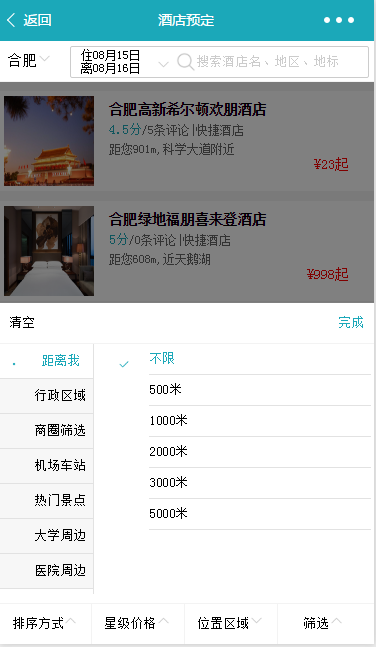 返回
酒店预定
合肥
住08月15日
离08月16日
搜索酒店名、地区、地标
合肥高新希尔顿欢朋酒店
4.5分/5条评论|快捷酒店
距您901m,科学大道附近
¥23起
合肥绿地福朋喜来登酒店
5分/0条评论|快捷酒店
距您608m,近天鹅湖
¥998起
清空
完成
距离我
行政区域
商圈筛选
机场车站
热门景点
大学周边
医院周边
不限
500米
1000米
2000米
3000米
5000米
排序方式
星级价格
位置区域
筛选